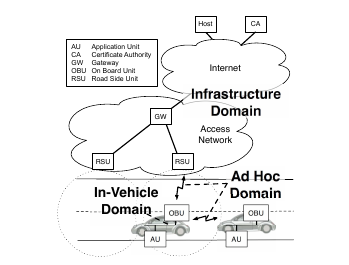 Host
CA
AU Application Unit
CA Certificate Authority
GW Gateway
OBU On Board Unit
RSU Road Side Unit
Internet
Infrastructure
Domain
GW
Access
Network
RSU
RSU
Ad Hoc
Domain
In-Vehicle
Domain
OBU
OBU
AU
AU